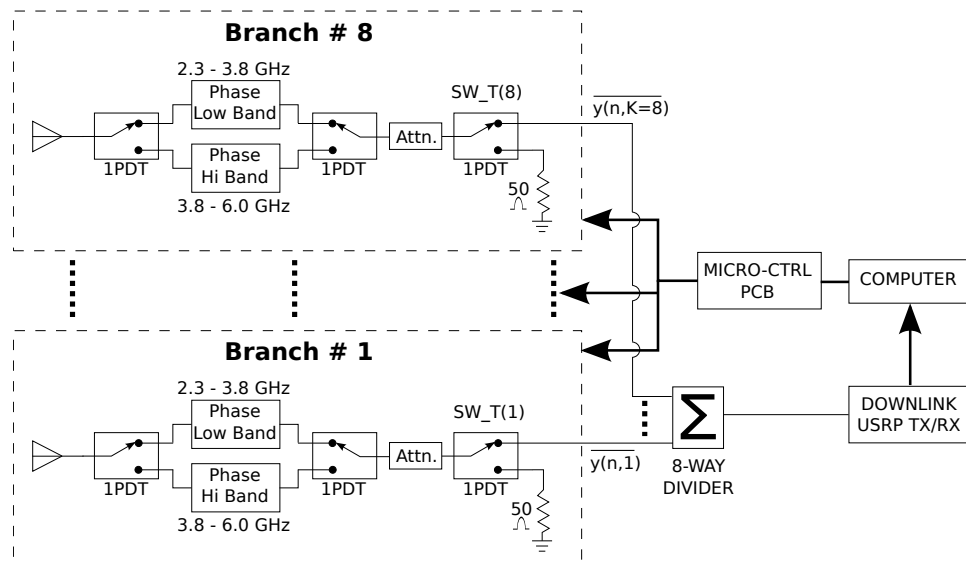 Branch # 8
2.3 - 3.8 GHz
Phase
Low Band
Phase
Hi Band
3.8 - 6.0 GHz
1PDT
1PDT
Attn.
SW_T(8)
1PDT
50
y(n,K=8)
MICRO-CTRL
PCB
COMPUTER
Branch # 1
2.3 - 3.8 GHz
Phase
Low Band
Phase
Hi Band
3.8 - 6.0 GHz
1PDT
1PDT
Attn.
SW_T(1)
1PDT
50
y(n,1)
Σ
8-WAY
DIVIDER
DOWNLINK
USRP TX/RX